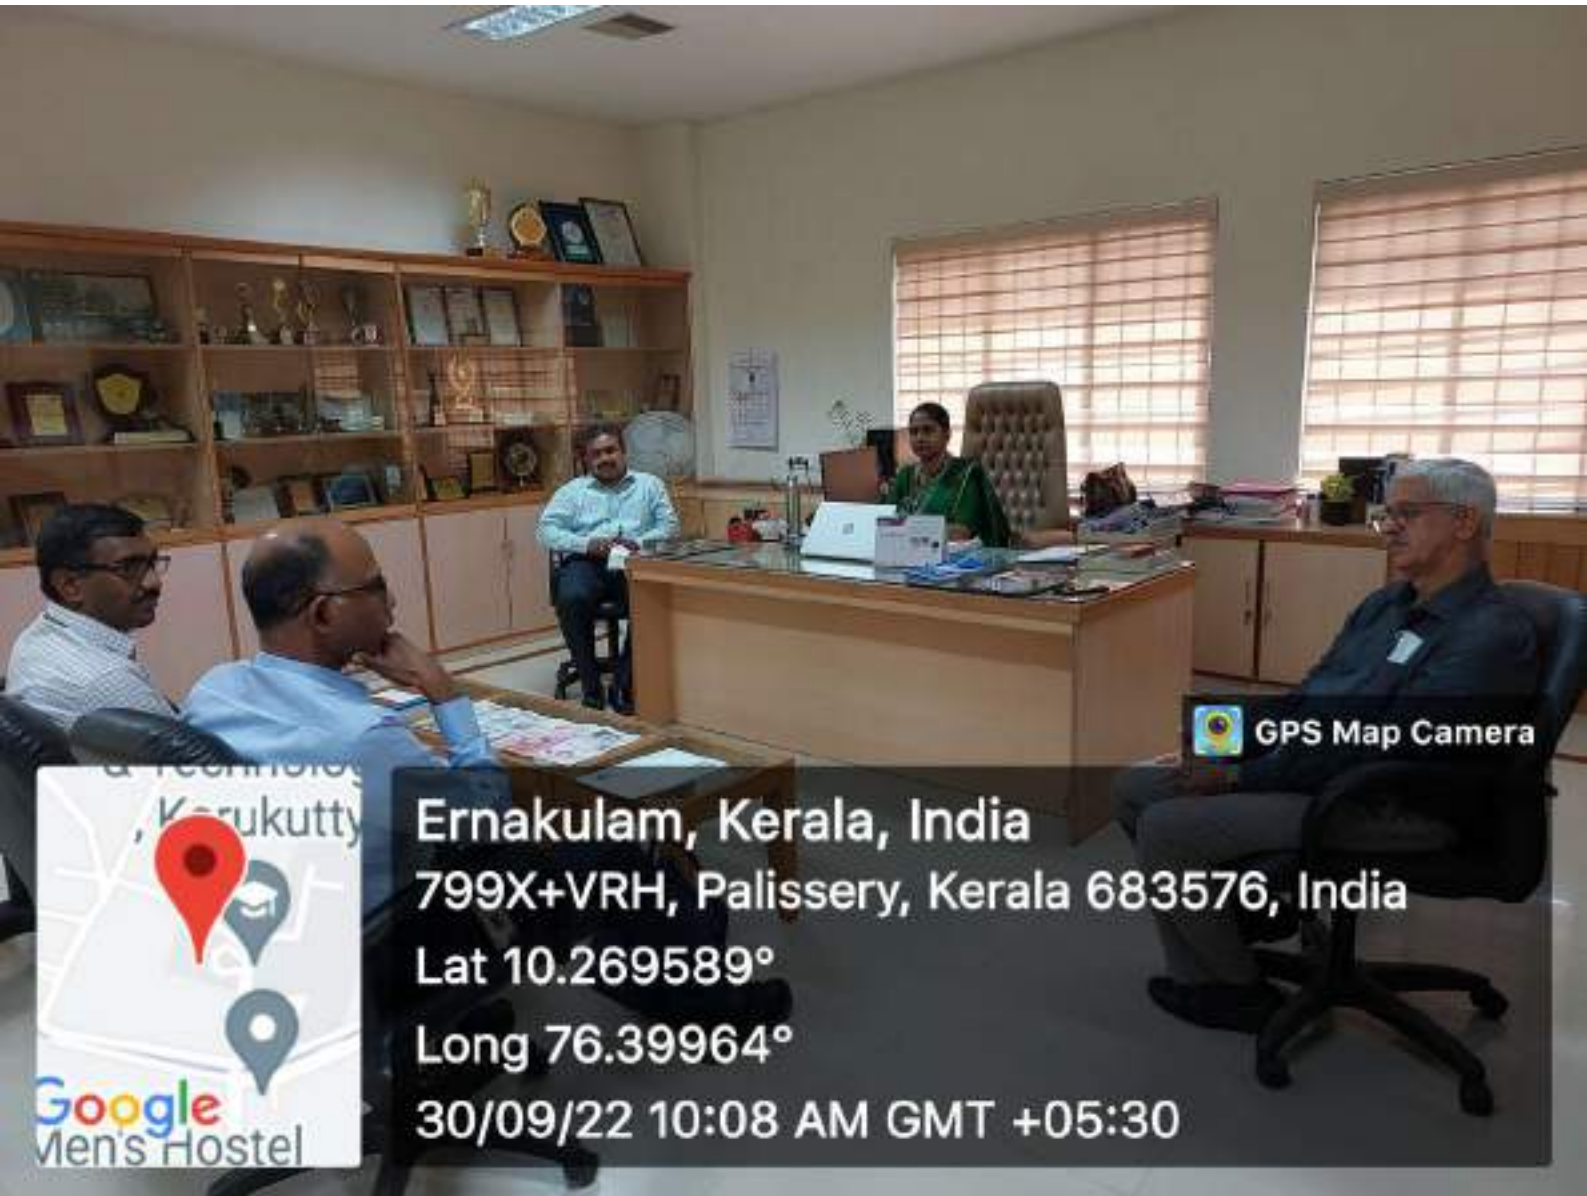 GPS Map Camera
, Karukutty
Google
Men's Hostel
Ernakulam, Kerala, India
799X+VRH, Palissery, Kerala 683576, India
Lat 10.269589°
Long 76.39964°
30/09/22 10:08 AM GMT +05:30